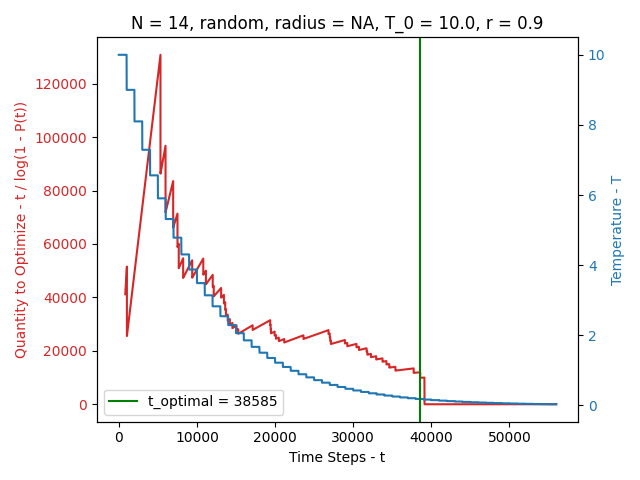 N = 14, random, radius = NA, T_0 = 10.0, r = 0.9
Quantity to Optimize - t / log(1 - P(t))
120000
100000
80000
60000
40000
20000
0
10
8
6
4
2
0
Temperature - T
t_optimal = 38585
0 10000 20000 30000 40000 50000
Time Steps - t